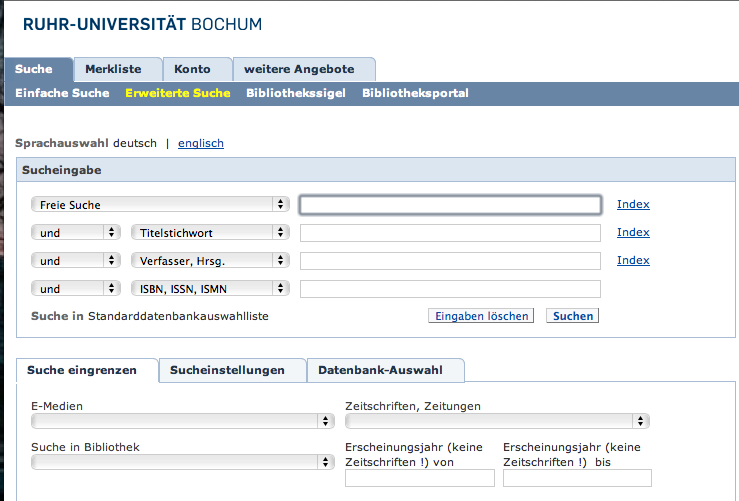 RUHR-UNIVERSITÄT BOCHUM
Suche Merkliste Konto weitere Angebote
Einfache Suche Erweiterte Suche Bibliothekssigel Bibliotheksportal
Sprachauswahl deutsch | englisch
Sucheingabe
Freie Suche Index
und Titelstichwort Index
und Verfasser, Hrsg. Index
und ISBN, ISSN, ISMN
Suche in Standarddatenbankauswahlliste Eingaben löschen Suchen
Suche eingrenzen Sucheinstellungen Datenbank-Auswahl
E-Medien Zeitschriften, Zeitungen
Suche in Bibliothek Erscheinungsjahr (keine Erscheinungsjahr (keine
Zeitschriften !) von Zeitschriften !) bis